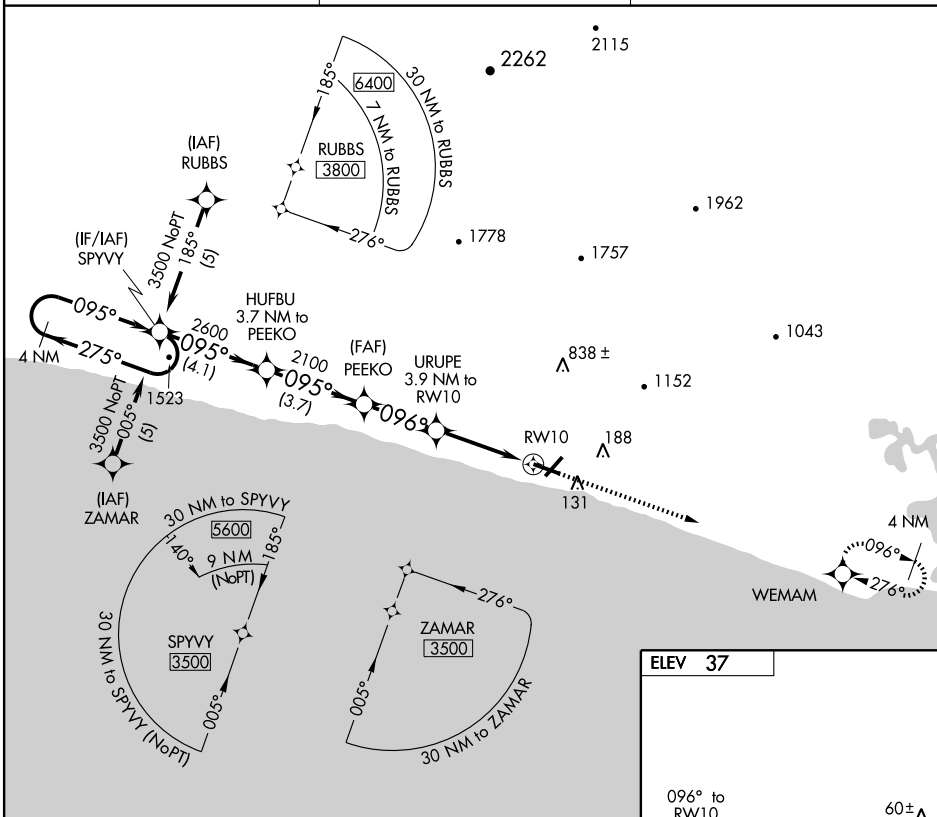 2115
2262
185°
6400
30 NM to RUBBS
7 NM to RUBBS
(IAF)
RUBBS
RUBBS
3800
276°
1962
1778
1757
3500 NoPT
185°
(5)
(IF/IAF)
SPYVY
HUFBU
3.7 NM to
PEEKO
095°
2600
095°
(4.1)
2100
095°
(3.7)
(FAF)
PEEKO
096°
URUPE
3.9 NM to
RW10
838 ±
1043
1152
4 NM
275°
1523
3500 NoPT
005°
(5)
(IAF)
ZAMAR
RW10
188
131
30 NM to SPYVY
5600
140°
9 NM
(NoPT)
185°
SPYVY
3500
005°
30 NM to SPYVY (NoPT)
276°
ZAMAR
3500
005°
30 NM to ZAMAR
4 NM
096°
276°
WEMAM
ELEV 37
096° to
RW10
60±